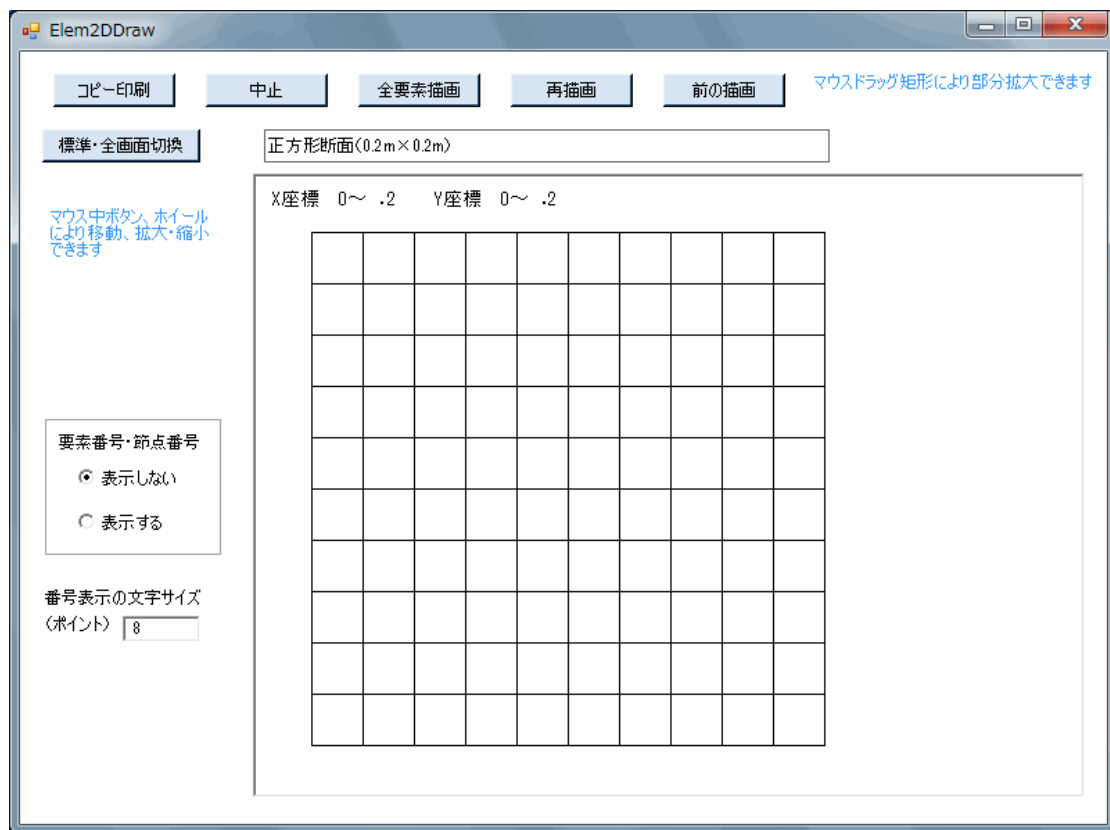 Elem2DDraw
コピー印刷 中止 全要素描画 再描画 前の描画 マウスドラッグ矩形により部分拡大できます
標準・全画面切換 正方形断面(0.2m×0.2m)
X座標 0～ .2 Y座標 0～ .2
マウス中ボタン、ホイール
により移動、拡大・縮小
できます
要素番号・節点番号
表示しない
表示する
番号表示の文字サイズ
(ポイント) 8